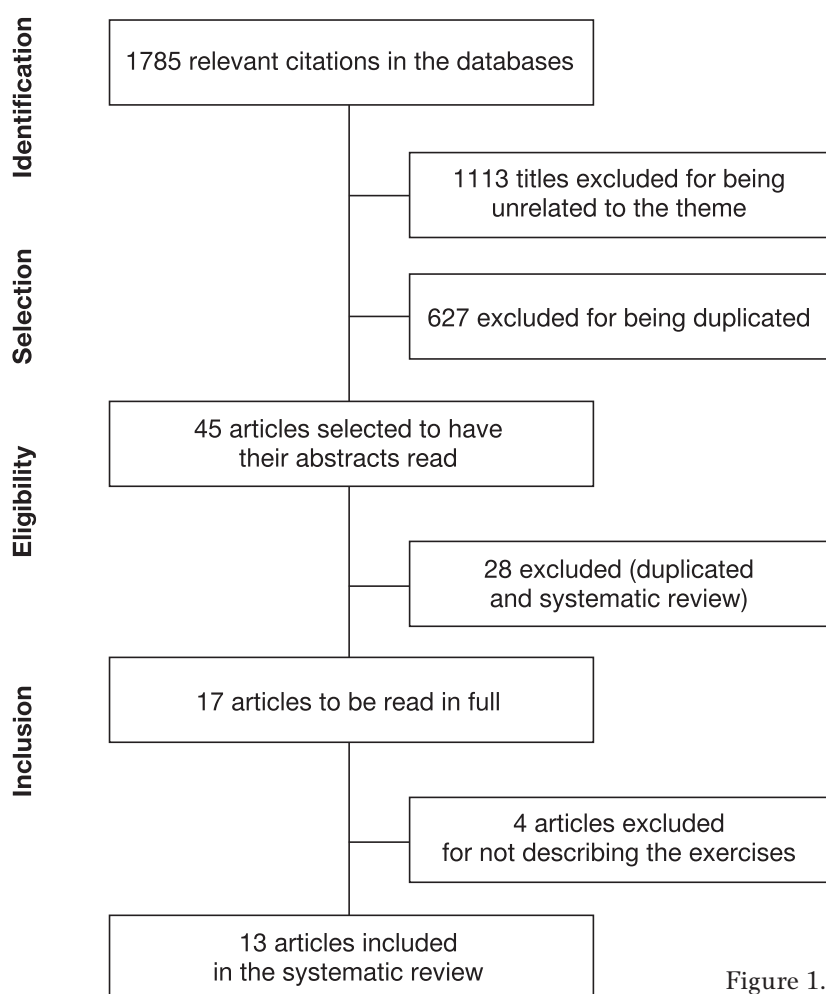 Identification
1785 relevant citations in the databases
1113 titles excluded for being
unrelated to the theme
Selection
627 excluded for being duplicated
45 articles selected to have
their abstracts read
Eligibility
28 excluded (duplicated
and systematic review)
Inclusion
17 articles to be read in full
4 articles excluded
for not describing the exercises
13 articles included
in the systematic review
Figure 1.